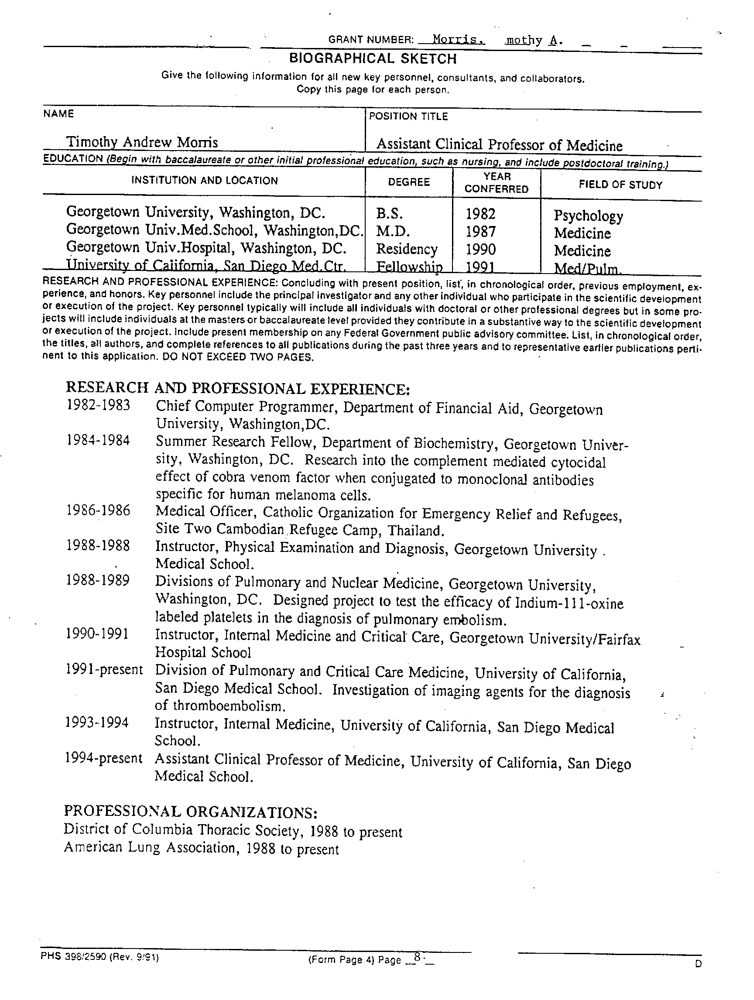 GRANT NUMBER: Morris, mothy A.
BIOGRAPHICAL SKETCH
Give the following information for all new key personnel, consultants, and collaborators.
Copy this page for each person.
NAME
POSITION TITLE
Timothy Andrew Morris
Assistant Clinical Professor of Medicine
EDUCATION (Begin with baccalaureate or other initial professional education, such as nursing, and include postdoctoral training.)
INSTITUTION AND LOCATION DEGREE YEAR CONFERRED FIELD OF STUDY
Georgetown University, Washington, DC. B.S. 1982 Psychology
Georgetown Univ.Med.School, Washington,DC. M.D. 1987 Medicine
Georgetown Univ.Hospital, Washington, DC. Residency 1990 Medicine
University of California, San Diego Med.Ctr. Fellowship 1991 Med/Pulm.
RESEARCH AND PROFESSIONAL EXPERIENCE: Concluding with present position, list, in chronological order, previous employment, ex-
perience, and honors. Key personnel include the principal investigator and any other individual who participate in the scientific development
or execution of the project. Key personnel typically will include all individuals with doctoral or other professional degrees but in some pro-
jects will include individuals at the masters or baccalaureate level provided they contribute in a substantive way to the scientific development
or execution of the project. Include present membership on any Federal Government public advisory committee. List, in chronological order,
the titles, all authors, and complete references to all publications during the past three years and to representative earlier publications perti-
nent to this application. DO NOT EXCEED TWO PAGES.
RESEARCH AND PROFESSIONAL EXPERIENCE:
1982-1983 Chief Computer Programmer, Department of Financial Aid, Georgetown
University, Washington,DC.
1984-1984 Summer Research Fellow, Department of Biochemistry, Georgetown Univer-
sity, Washington, DC. Research into the complement mediated cytocidal
effect of cobra venom factor when conjugated to monoclonal antibodies
specific for human melanoma cells.
1986-1986 Medical Officer, Catholic Organization for Emergency Relief and Refugees,
Site Two Cambodian Refugee Camp, Thailand.
1988-1988 Instructor, Physical Examination and Diagnosis, Georgetown University
Medical School.
1988-1989 Divisions of Pulmonary and Nuclear Medicine, Georgetown University,
Washington, DC. Designed project to test the efficacy of Indium-111-oxine
labeled platelets in the diagnosis of pulmonary embolism.
1990-1991 Instructor, Internal Medicine and Critical Care, Georgetown University/Fairfax
Hospital School
1991-present Division of Pulmonary and Critical Care Medicine, University of California,
San Diego Medical School. Investigation of imaging agents for the diagnosis
of thromboembolism.
1993-1994 Instructor, Internal Medicine, University of California, San Diego Medical
School.
1994-present Assistant Clinical Professor of Medicine, University of California, San Diego
Medical School.
PROFESSIONAL ORGANIZATIONS:
District of Columbia Thoracic Society, 1988 to present
American Lung Association, 1988 to present
PHS 398/2590 (Rev. 9/91) (Form Page 4) Page 8 D